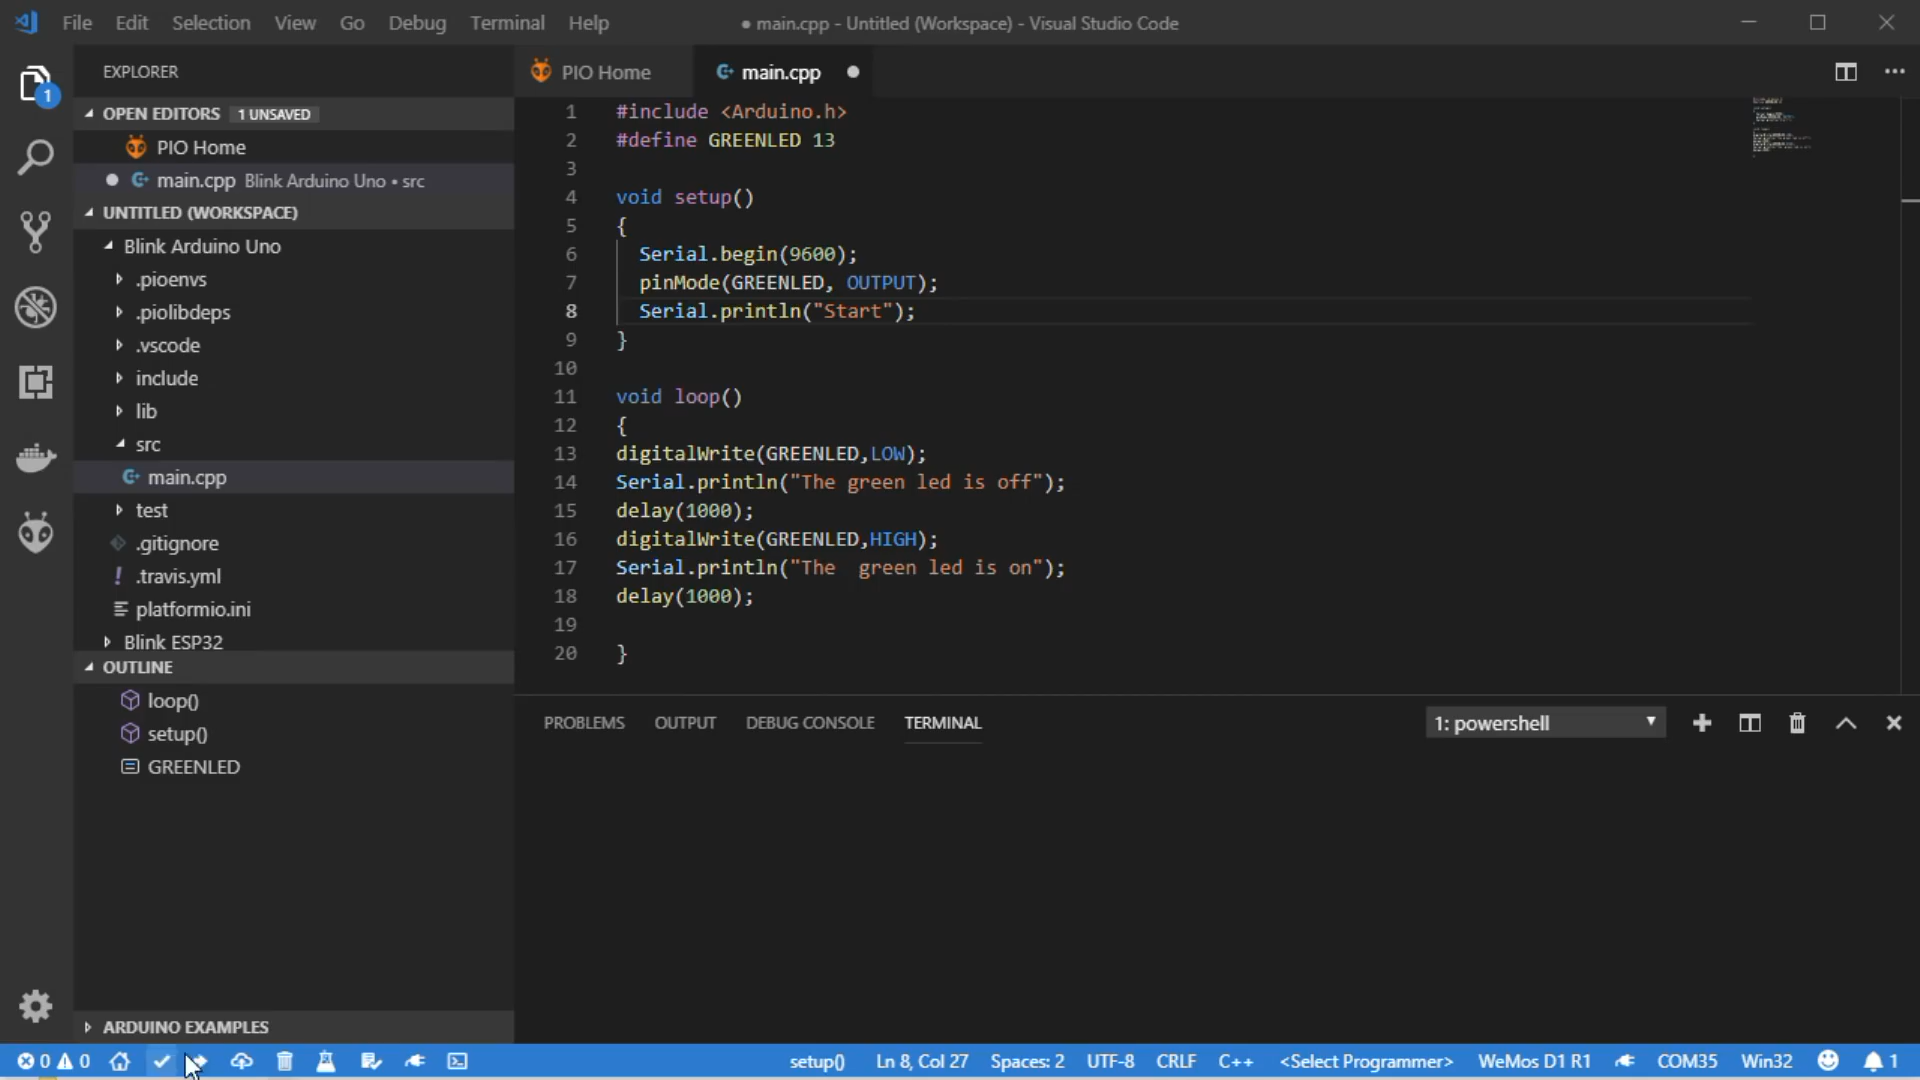 File Edit Selection View Go Debug Terminal Help
● main.cpp - Untitled (Workspace) - Visual Studio Code
EXPLORER
1
OPEN EDITORS 1 UNSAVED
PIO Home
main.cpp Blink Arduino Uno • src
UNTITLED (WORKSPACE)
Blink Arduino Uno
.pioenvs
.piolibdeps
.vscode
include
lib
src
main.cpp
test
.gitignore
.travis.yml
platformio.ini
Blink ESP32
OUTLINE
loop()
setup()
GREENLED
ARDUINO EXAMPLES
PIO Home main.cpp
1 #include <Arduino.h>
2 #define GREENLED 13
3
4 void setup()
5 {
6 Serial.begin(9600);
7 pinMode(GREENLED, OUTPUT);
8 Serial.println("Start");
9 }
10
11 void loop()
12 {
13 digitalWrite(GREENLED,LOW);
14 Serial.println("The green led is off");
15 delay(1000);
16 digitalWrite(GREENLED,HIGH);
17 Serial.println("The  green led is on");
18 delay(1000);
19
20 }
PROBLEMS OUTPUT DEBUG CONSOLE TERMINAL
1: powershell
0 0
setup() Ln 8, Col 27 Spaces: 2 UTF-8 CRLF C++ <Select Programmer> WeMos D1 R1 COM35 Win32 1